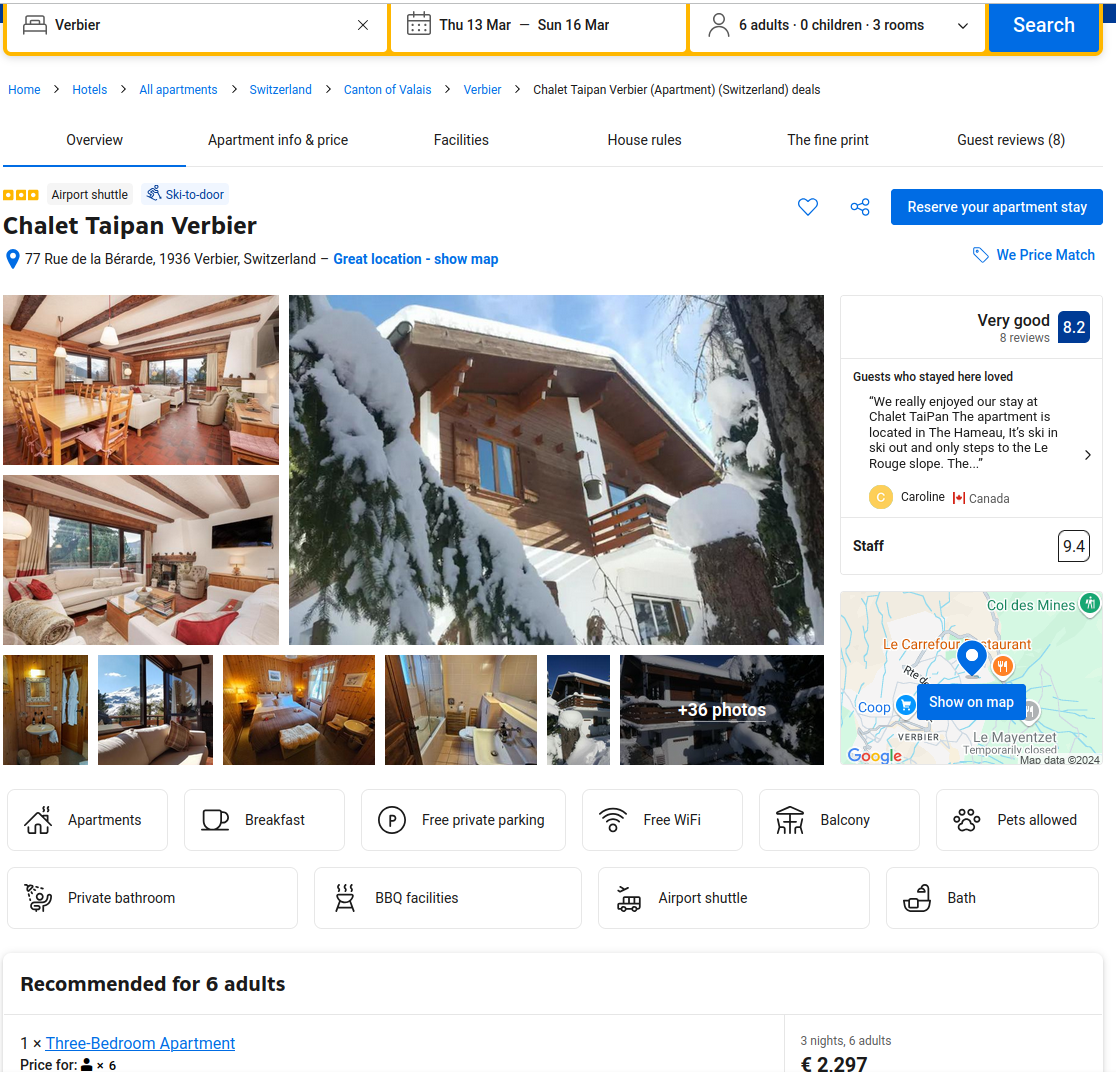 Verbier
Thu 13 Mar — Sun 16 Mar
6 adults · 0 children · 3 rooms
Search
Home > Hotels > All apartments > Switzerland > Canton of Valais > Verbier > Chalet Taipan Verbier (Apartment) (Switzerland) deals
Overview
Apartment info & price
Facilities
House rules
The fine print
Guest reviews (8)
Airport shuttle
Ski-to-door
Chalet Taipan Verbier
Reserve your apartment stay
77 Rue de la Bérarde, 1936 Verbier, Switzerland – Great location - show map
We Price Match
TAI-PAN
+36 photos
Very good
8 reviews
8.2
Guests who stayed here loved
“We really enjoyed our stay at
Chalet TaiPan The apartment is
located in The Hameau, It’s ski in
ski out and only steps to the Le
Rouge slope. The...”
C
Caroline
Canada
Staff
9.4
Col des Mines
Le Carrefour
Rte de
Show on map
Coop
VERBIER
Le Mayentzet
Temporarily closed
Google
Map data ©2024
Apartments
Breakfast
P
Free private parking
Free WiFi
Balcony
Pets allowed
Private bathroom
BBQ facilities
Airport shuttle
Bath
Recommended for 6 adults
1 × Three-Bedroom Apartment
Price for: × 6
3 nights, 6 adults
€ 2,297